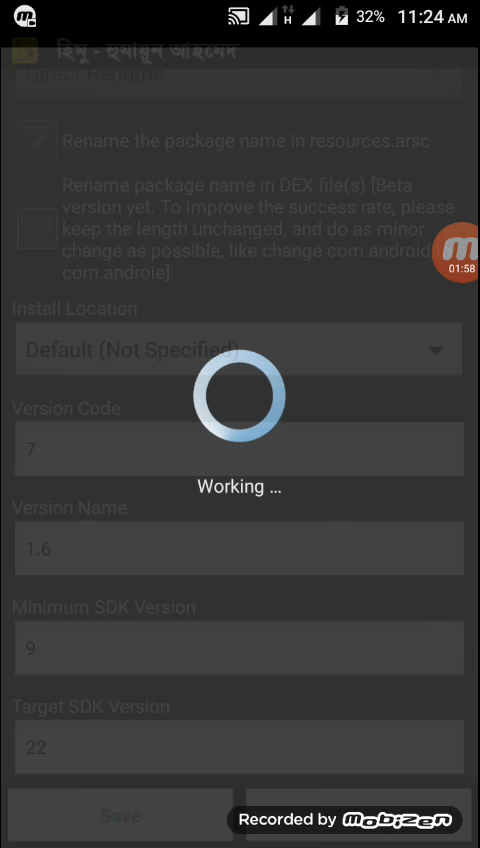 32% 11:24 AM
হিমু - হুমায়ূন আহমেদ
Direct Rename
Rename the package name in resources.arsc
Rename package name in DEX file(s) [Beta
version yet. To improve the success rate, please
keep the length unchanged, and do as minor
change as possible, like change com.android
com.androie]
01:58
Install Location
Default (Not Specified)
Version Code
7
Working ...
Version Name
1.6
Minimum SDK Version
9
Target SDK Version
22
Save
Recorded by Mobizen